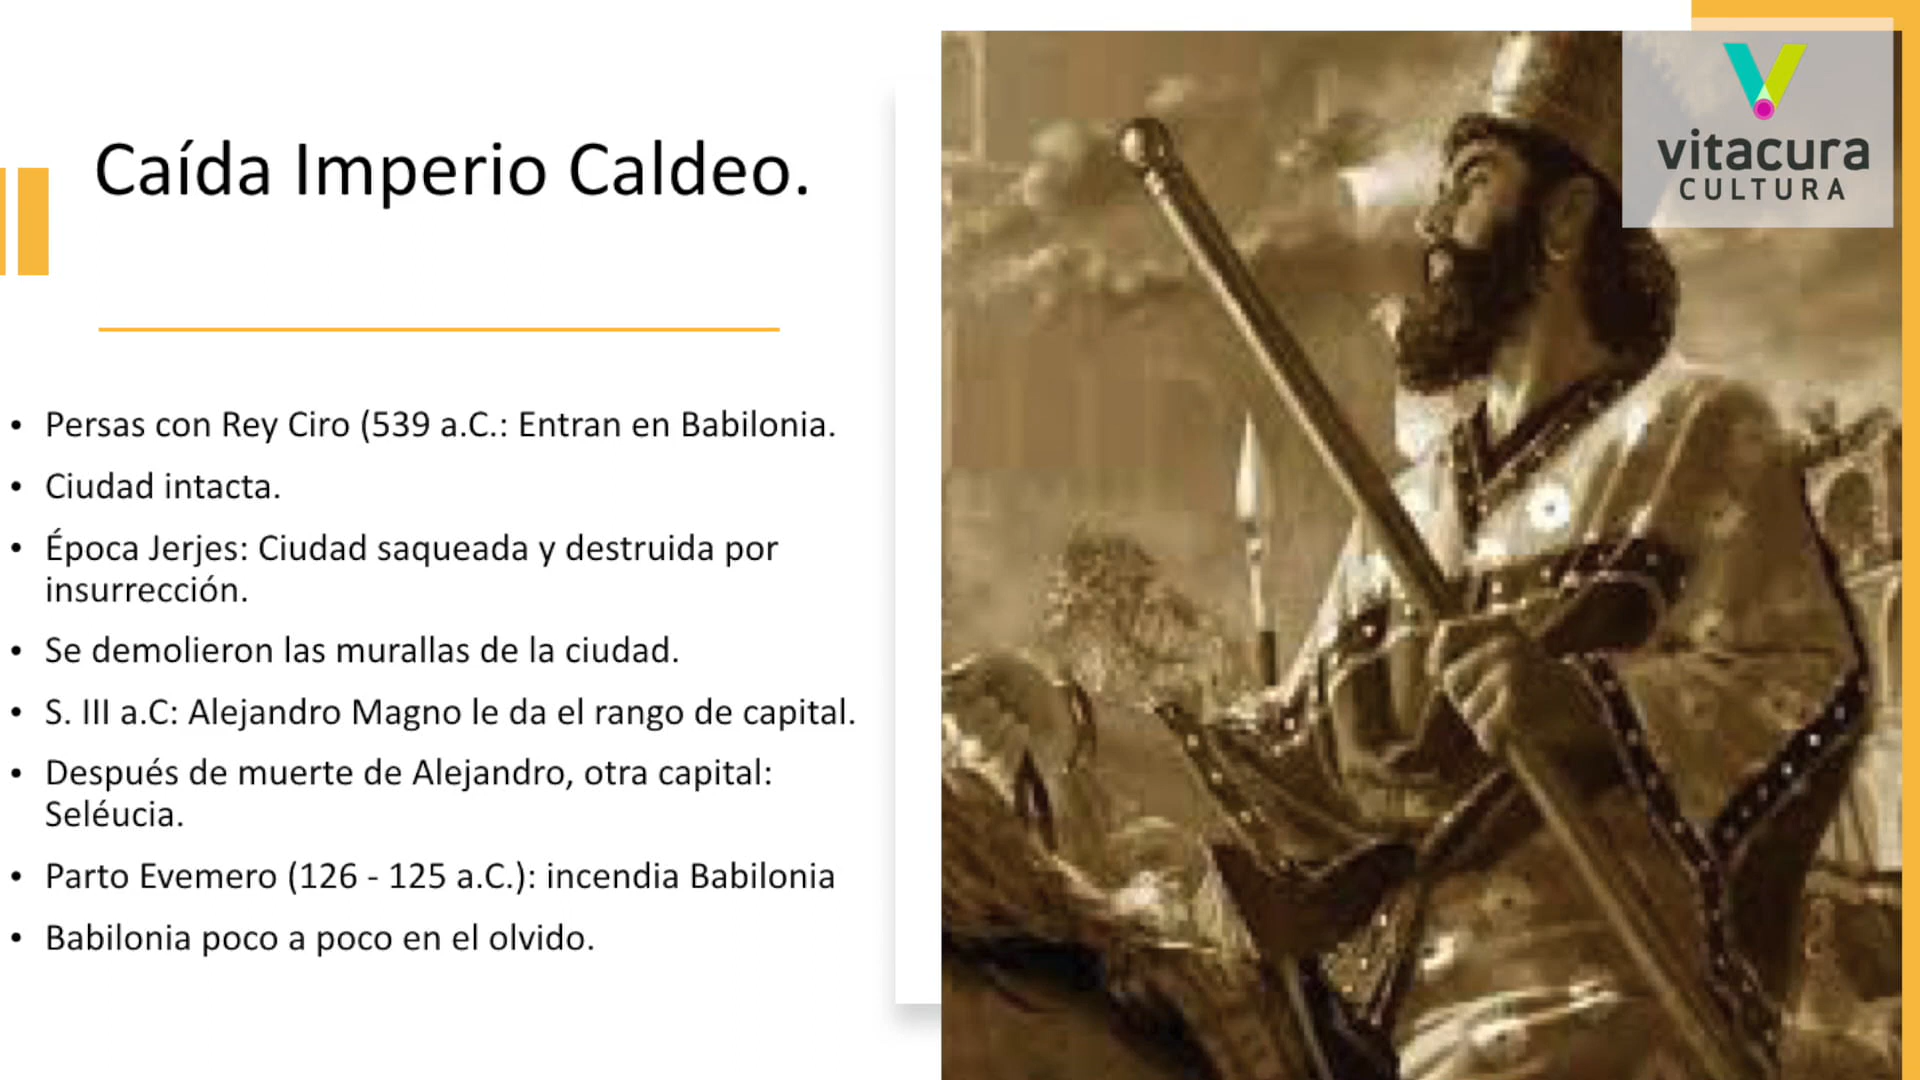 Caída Imperio Caldeo.
• Persas con Rey Ciro (539 a.C.: Entran en Babilonia.
• Ciudad intacta.
• Época Jerjes: Ciudad saqueada y destruida por
insurrección.
• Se demolieron las murallas de la ciudad.
• S. III a.C: Alejandro Magno le da el rango de capital.
• Después de muerte de Alejandro, otra capital:
Seléucia.
• Parto Evemero (126 - 125 a.C.): incendia Babilonia
• Babilonia poco a poco en el olvido.
vitacura
CULTURA